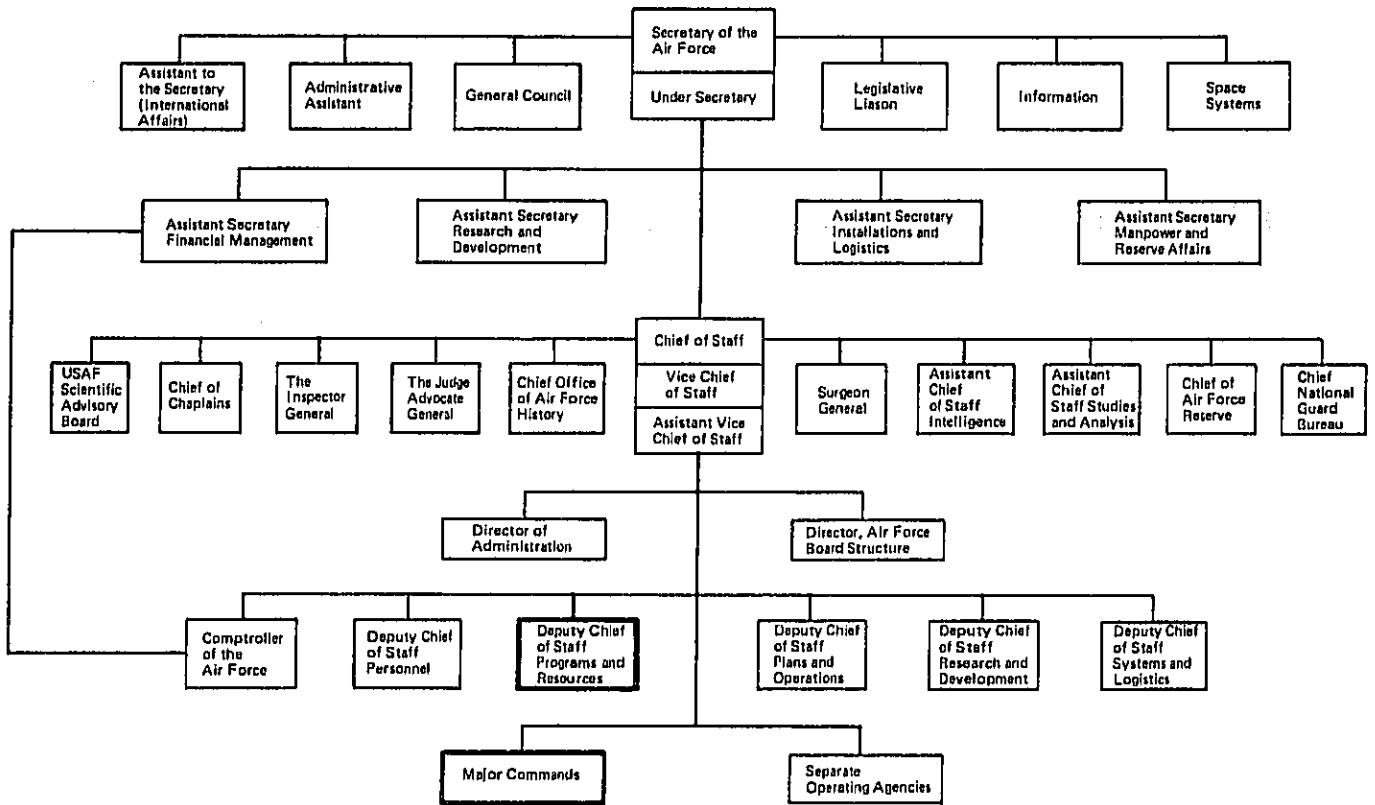 Secretary of the
Air Force
Under Secretary
Assistant to
the Secretary
(International
Affairs)
Administrative
Assistant
General Council
Legislative
Liason
Information
Space
Systems
Assistant Secretary
Financial Management
Assistant Secretary
Research and
Development
Assistant Secretary
Installations and
Logistics
Assistant Secretary
Manpower and
Reserve Affairs
Chief of Staff
Vice Chief
of Staff
Assistant Vice
Chief of Staff
USAF
Scientific
Advisory
Board
Chief of
Chaplains
The
Inspector
General
The Judge
Advocate
General
Chief Office
of Air Force
History
Surgeon
General
Assistant
Chief
of Staff
Intelligence
Assistant
Chief of
Staff Studies
and Analysis
Chief of
Air Force
Reserve
Chief
National
Guard
Bureau
Director of
Administration
Director, Air Force
Board Structure
Comptroller
of the
Air Force
Deputy Chief
of Staff
Personnel
Deputy Chief
of Staff
Programs and
Resources
Deputy Chief
of Staff
Plans and
Operations
Deputy Chief
of Staff
Research and
Development
Deputy Chief
of Staff
Systems and
Logistics
Major Commands
Separate
Operating Agencies